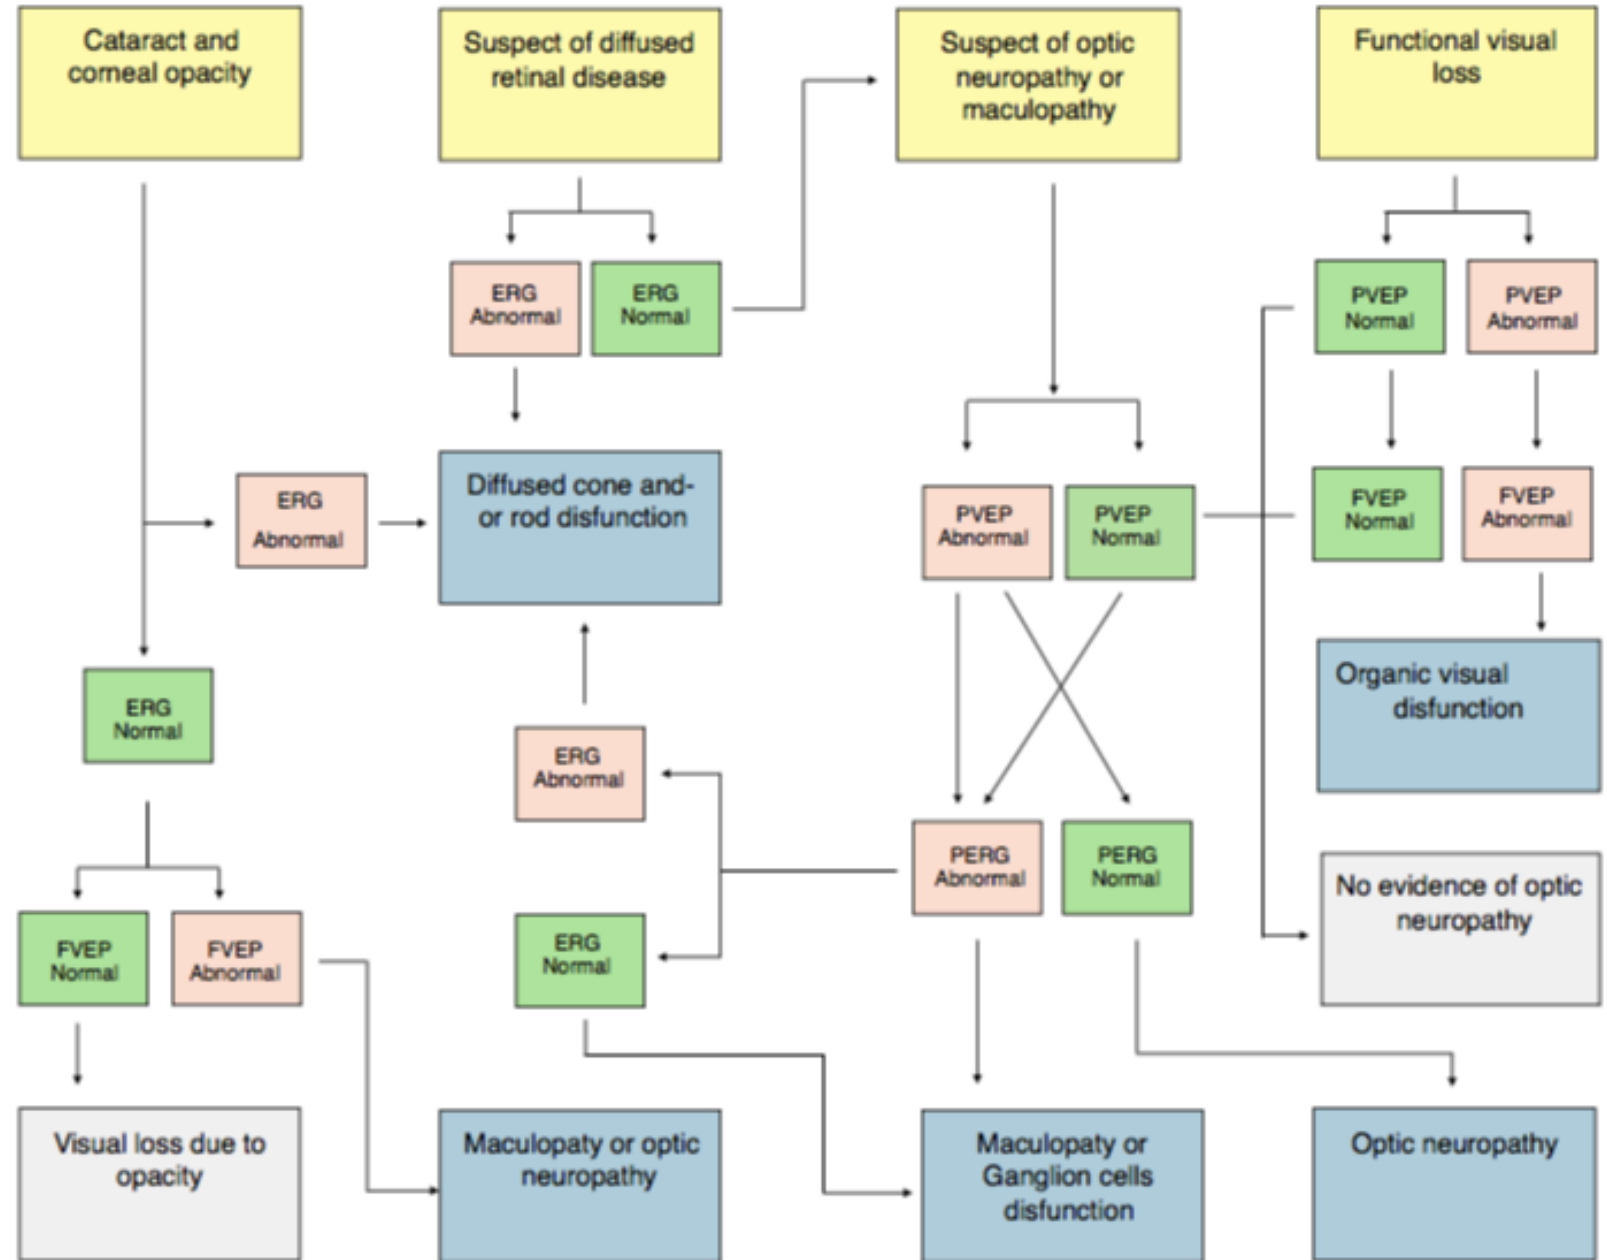 Cataract and
corneal opacity
Suspect of diffused
retinal disease
Suspect of optic
neuropathy or
maculopathy
Functional visual
loss
ERG
Abnormal
ERG
Normal
PVEP
Normal
PVEP
Abnormal
ERG
Abnormal
Diffused cone and-
or rod disfunction
PVEP
Abnormal
PVEP
Normal
FVEP
Normal
FVEP
Abnormal
ERG
Normal
Organic visual
disfunction
ERG
Abnormal
PERG
Abnormal
PERG
Normal
No evidence of optic
neuropathy
FVEP
Normal
FVEP
Abnormal
ERG
Normal
Visual loss due to
opacity
Maculopaty or optic
neuropathy
Maculopaty or
Ganglion cells
disfunction
Optic neuropathy